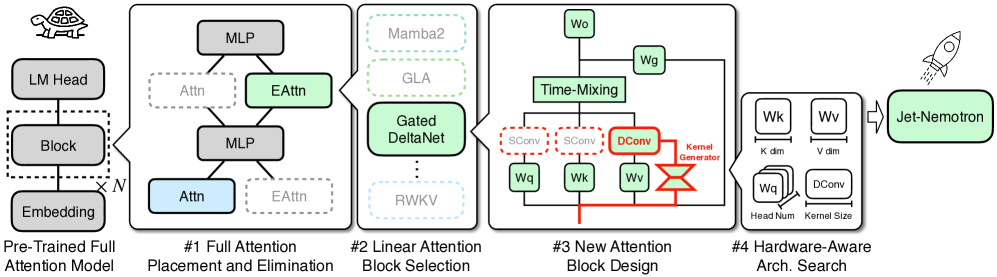 LM Head
Block
× N
Embedding
Pre-Trained Full
Attention Model
MLP
Attn
EAttn
MLP
Attn
EAttn
#1 Full Attention
Placement and Elimination
Mamba2
GLA
Gated
DeltaNet
RWKV
#2 Linear Attention
Block Selection
Wo
Wg
Time-Mixing
SConv
SConv
DConv
Kernel
Generator
Wq
Wk
Wv
#3 New Attention
Block Design
Wk
Wv
K dim
V dim
Wq
DConv
Head Num
Kernel Size
#4 Hardware-Aware
Arch. Search
Jet-Nemotron